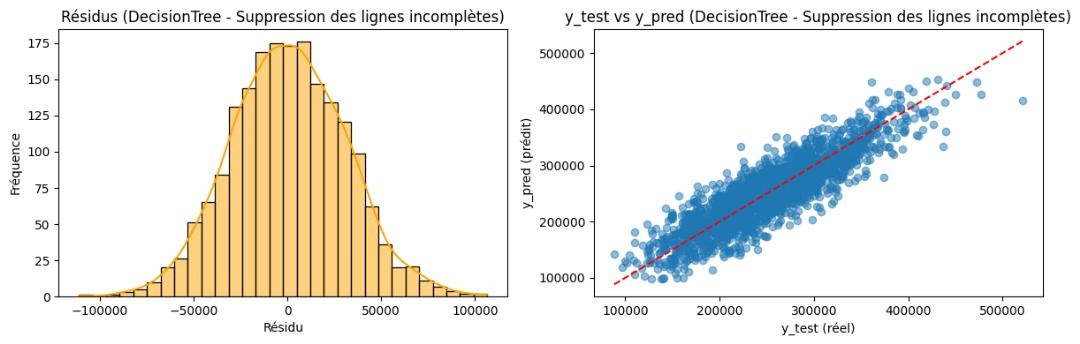 Résidus (DecisionTree - Suppression des lignes incomplètes)
175
150
125
100
75
50
25
0
Fréquence
−100000 −50000 0 50000 100000
Résidu
y_test vs y_pred (DecisionTree - Suppression des lignes incomplètes)
500000
400000
300000
200000
100000
y_pred (prédit)
100000 200000 300000 400000 500000
y_test (réel)